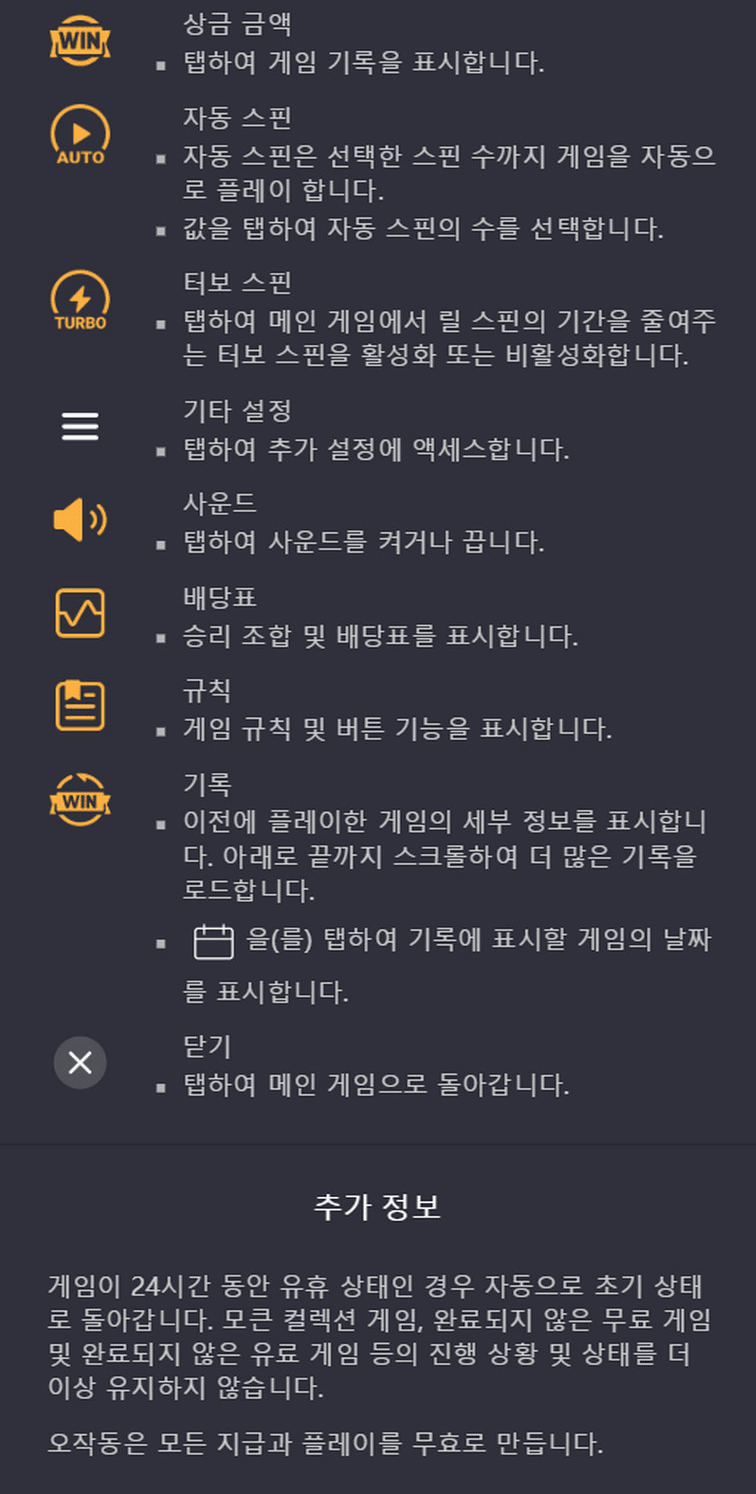 WIN
상금 금액
▪ 탭하여 게임 기록을 표시합니다.
AUTO
자동 스핀
▪ 자동 스핀은 선택한 스핀 수까지 게임을 자동으
로 플레이 합니다.
▪ 값을 탭하여 자동 스핀의 수를 선택합니다.
TURBO
터보 스핀
▪ 탭하여 메인 게임에서 릴 스핀의 기간을 줄여주
는 터보 스핀을 활성화 또는 비활성화합니다.
기타 설정
▪ 탭하여 추가 설정에 액세스합니다.
사운드
▪ 탭하여 사운드를 켜거나 끕니다.
배당표
▪ 승리 조합 및 배당표를 표시합니다.
규칙
▪ 게임 규칙 및 버튼 기능을 표시합니다.
WIN
기록
▪ 이전에 플레이한 게임의 세부 정보를 표시합니
다. 아래로 끝까지 스크롤하여 더 많은 기록을
로드합니다.
▪ 을(를) 탭하여 기록에 표시할 게임의 날짜
를 표시합니다.
닫기
▪ 탭하여 메인 게임으로 돌아갑니다.
추가 정보
게임이 24시간 동안 유휴 상태인 경우 자동으로 초기 상태
로 돌아갑니다. 모큰 컬렉션 게임, 완료되지 않은 무료 게임
및 완료되지 않은 유료 게임 등의 진행 상황 및 상태를 더
이상 유지하지 않습니다.
오작동은 모든 지급과 플레이를 무효로 만듭니다.